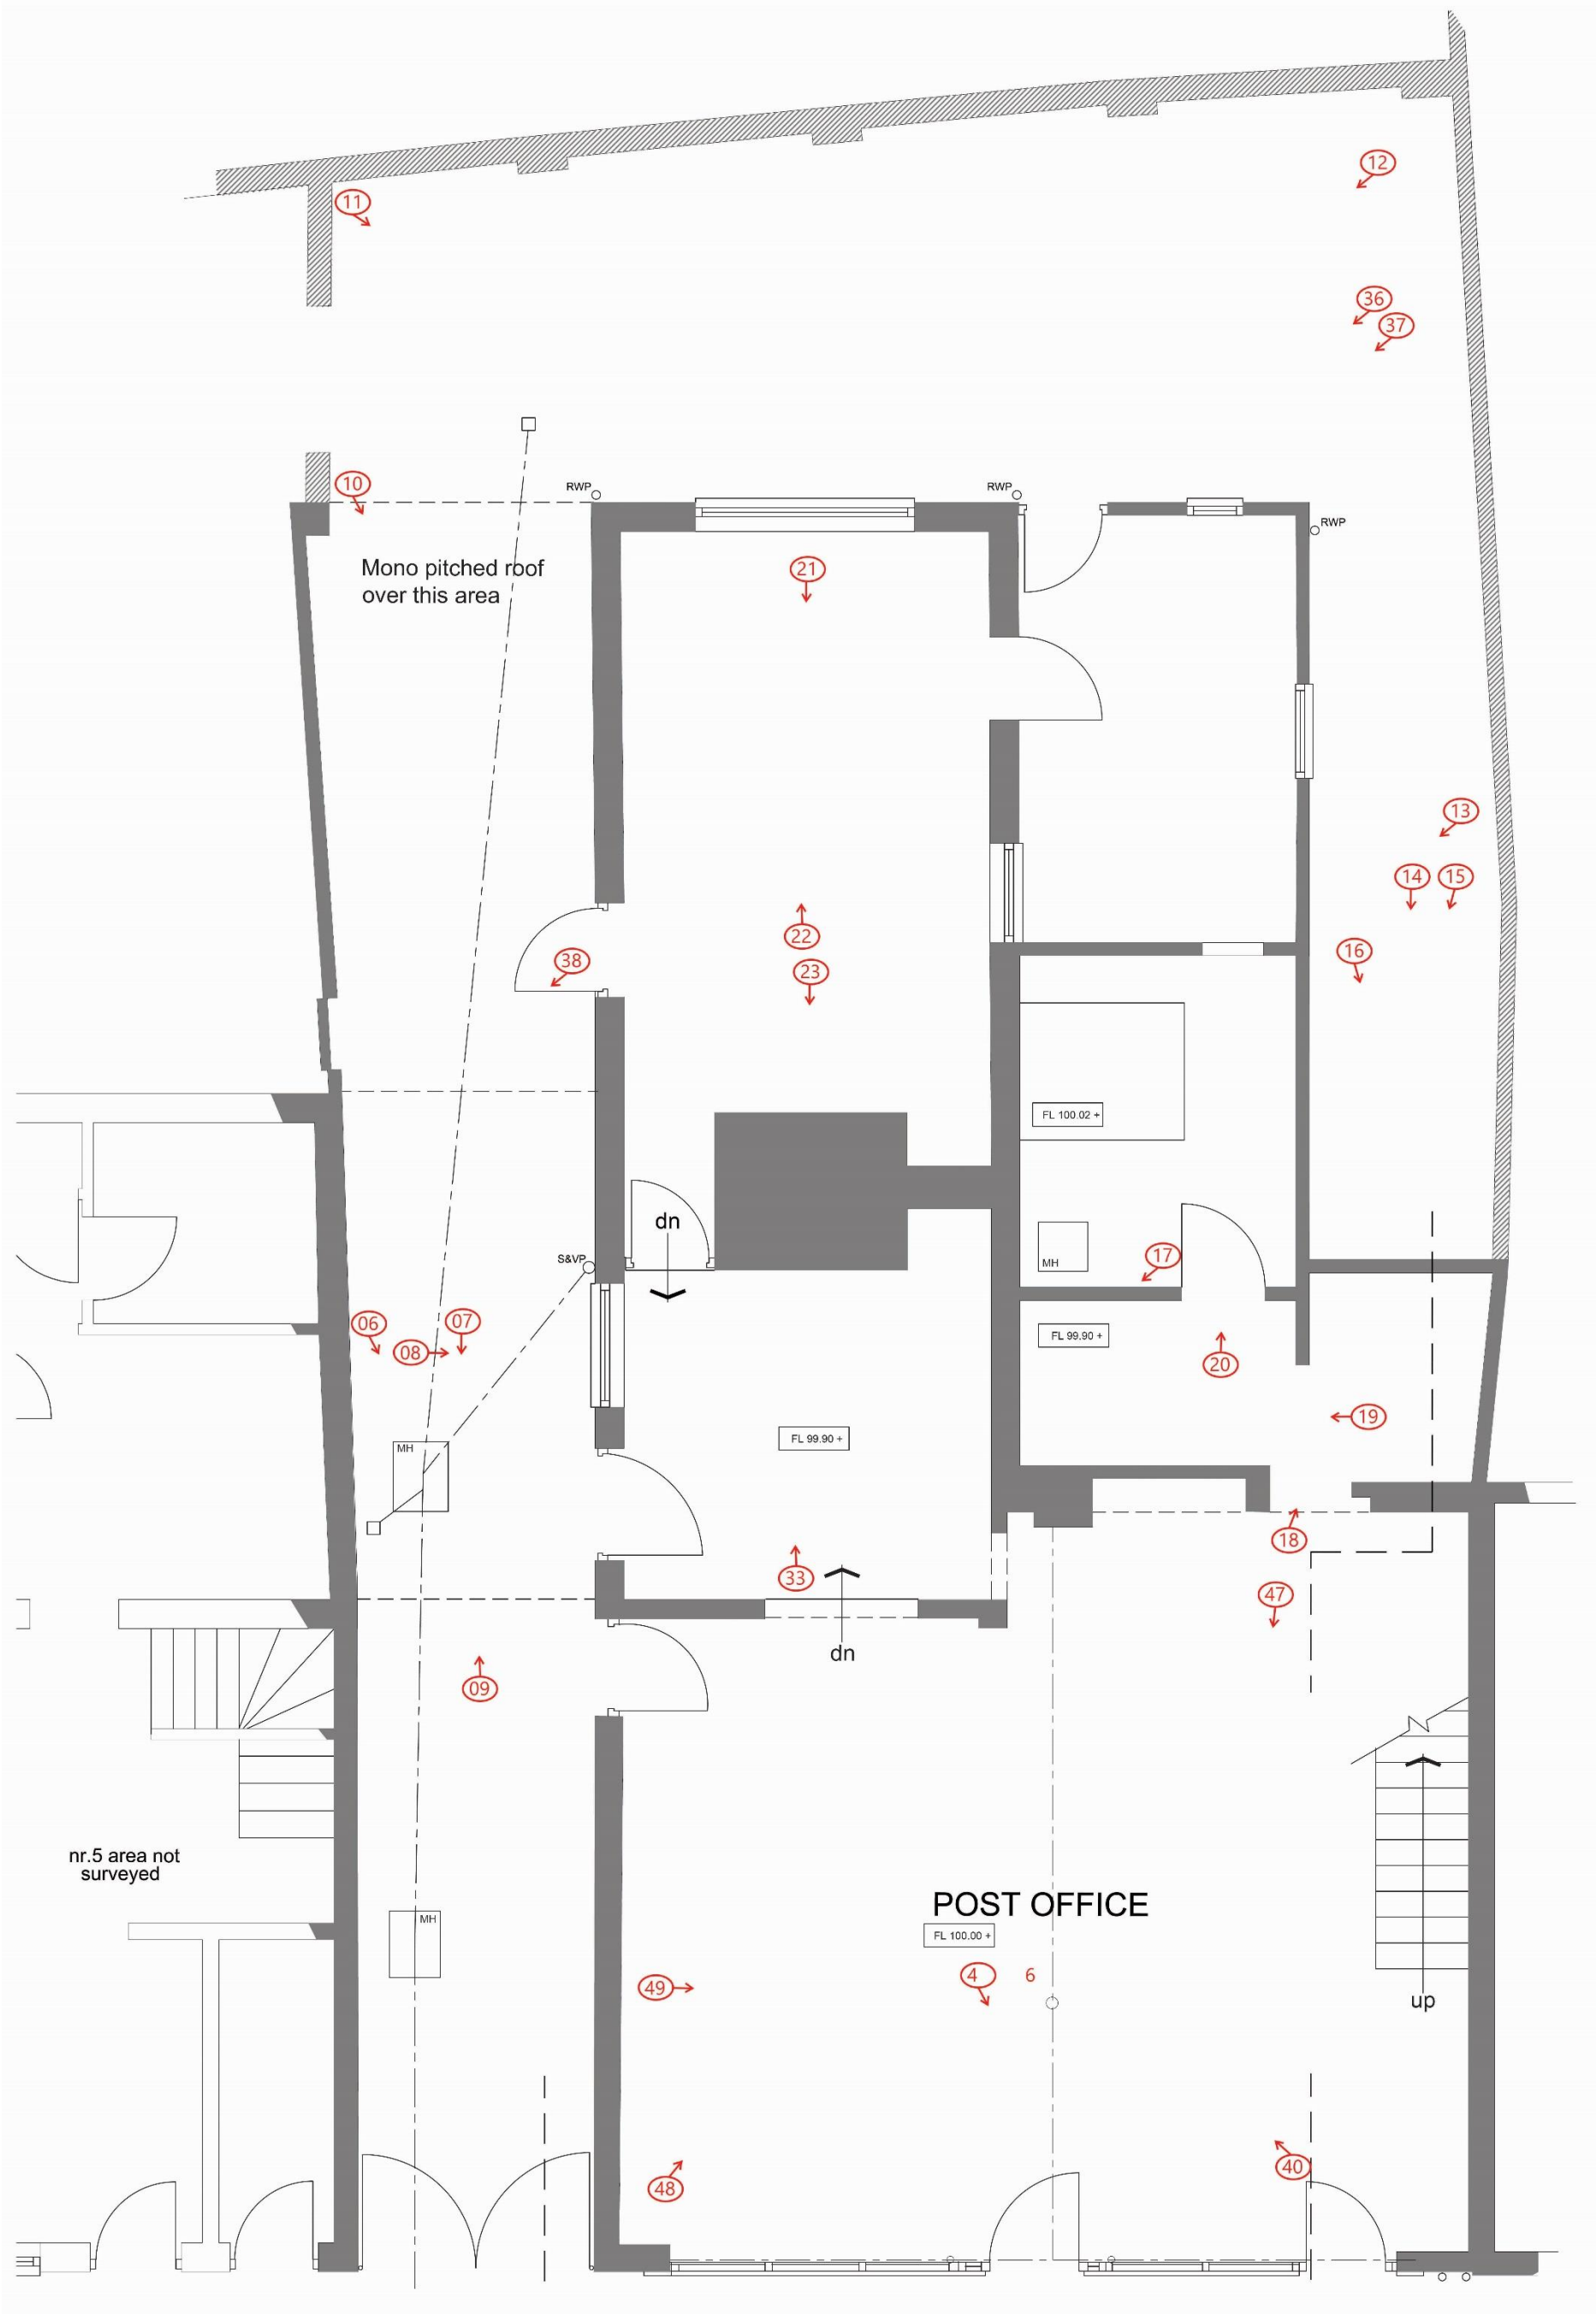 12
11
36
37
10
RWP
RWP
RWP
Mono pitched roof
over this area
21
13
14
15
22
16
38
23
FL 100.02 +
dn
S&VP
MH
17
06
07
08
FL 99.90 +
20
19
FL 99.90 +
MH
18
33
47
dn
09
nr.5 area not
surveyed
POST OFFICE
MH
FL 100.00 +
49
4
6
up
40
48